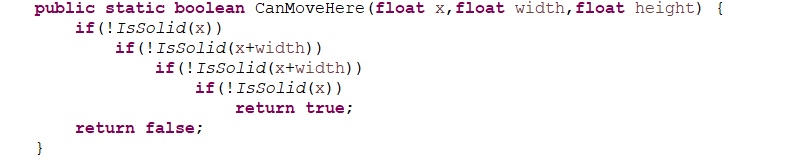 public static boolean CanMoveHere(float x,float width,float height) {
if(!IsSolid(x))
if(!IsSolid(x+width))
if(!IsSolid(x+width))
if(!IsSolid(x))
return true;
return false;
}